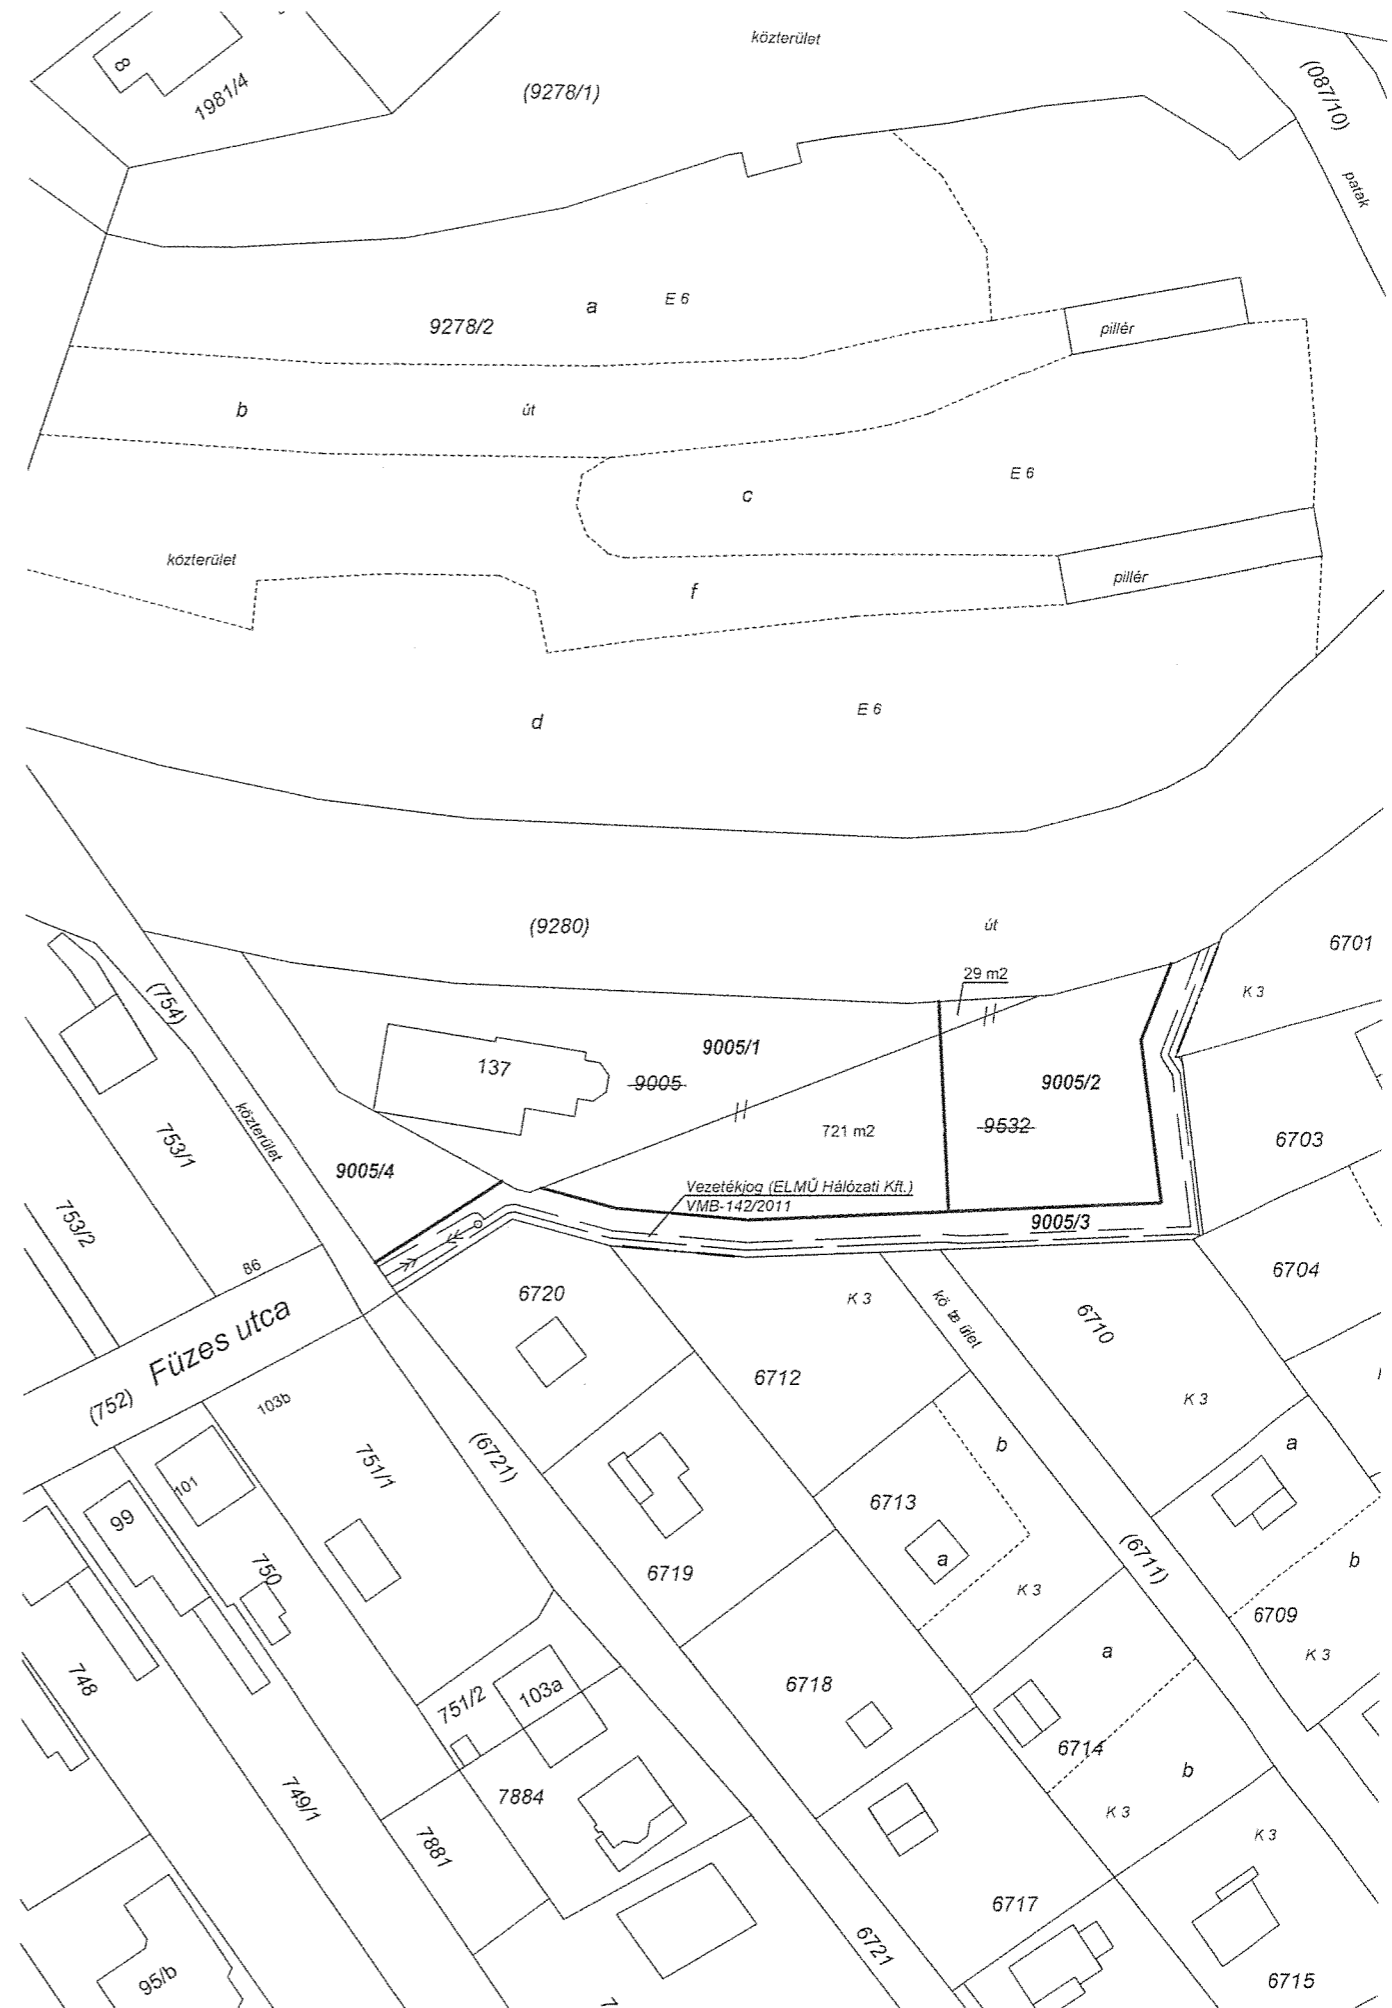 közterület
8
1981/4
(9278/1)
(087/10)
patak
a
E 6
9278/2
pillér
b
út
E 6
c
közterület
f
pillér
d
E 6
(9280)
út
6701
29 m2
K 3
(754)
9005/1
137
9005
9005/2
9532
721 m2
6703
közterület
753/1
9005/4
Vezetékjog (ELMŰ Hálózati Kft.)
VMB-142/2011
9005/3
753/2
86
6704
6720
K 3
kö te ület
6710
Füzes utca
(752)
6712
K 3
103b
751/1
(6721)
b
a
101
99
6713
a
(6711)
b
750
6719
K 3
6709
K 3
748
a
751/2
103a
6718
6714
b
749/1
7884
K 3
7881
K 3
6717
6721
95/b
6715
7